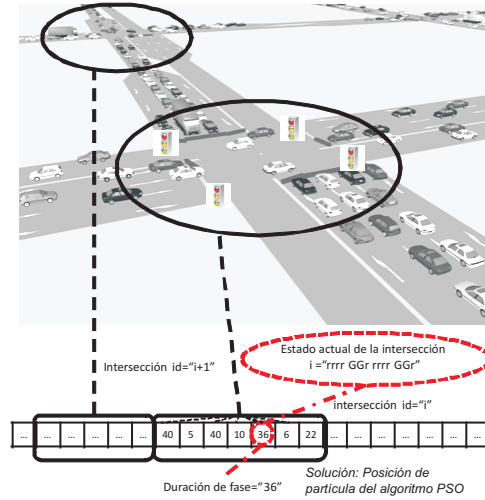 Estado actual de la intersección
i ="rrrr GGr rrrr GGr"
Intersección id="i+1"
intersección id="i"
... ... ... ... ... ... 40 5 40 10 36 6 22 ... ... ... ... ...
Duración de fase="36"
Solución: Posición de
partícula del algoritmo PSO